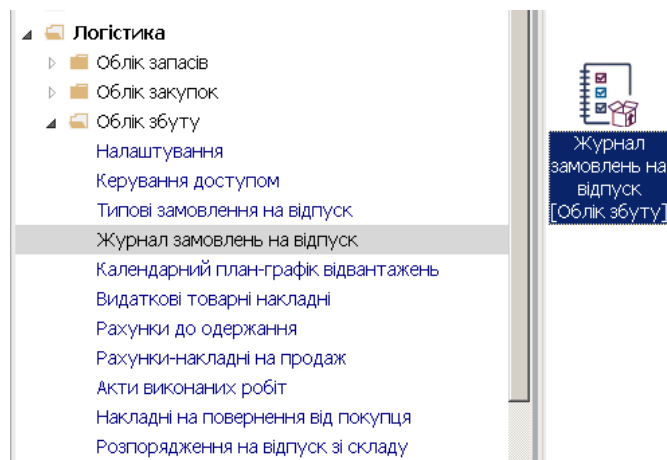 Логістика
Облік запасів
Облік закупок
Облік збуту
Налаштування
Керування доступом
Типові замовлення на відпуск
Журнал замовлень на відпуск
Календарний план-графік відвантажень
Видаткові товарні накладні
Рахунки до одержання
Рахунки-накладні на продаж
Акти виконаних робіт
Накладні на повернення від покупця
Розпорядження на відпуск зі складу
Журнал
замовлень на
відпуск
[Облік збуту]